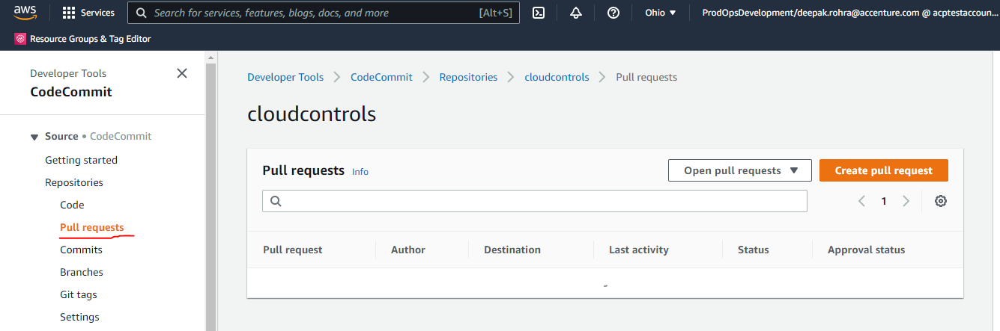 aws Services Search for services, features, blogs, docs, and more [Alt+S] Ohio ProdOpsDevelopment/deepak.rohra@accenture.com @ acptestaccoun...
Resource Groups & Tag Editor
Developer Tools
CodeCommit
Source • CodeCommit
Getting started
Repositories
Code
Pull requests
Commits
Branches
Git tags
Settings
Developer Tools CodeCommit Repositories cloudcontrols Pull requests
cloudcontrols
Pull requests Info Open pull requests Create pull request
1
Pull request Author Destination Last activity Status Approval status